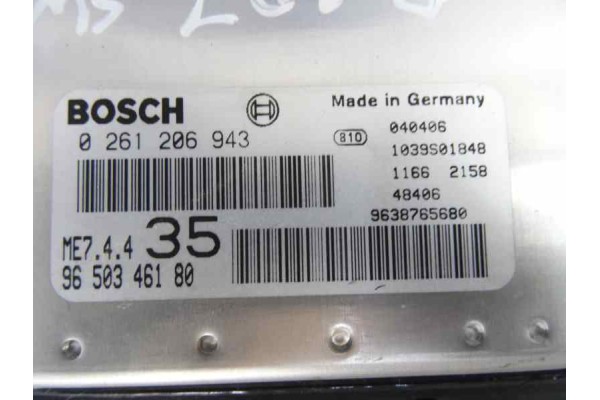 BOSCH
Made in Germany
0 261 206 943
810
040406
1039S01848
1166 2158
48406
9638765680
ME7.4.4 35
96 503 461 80